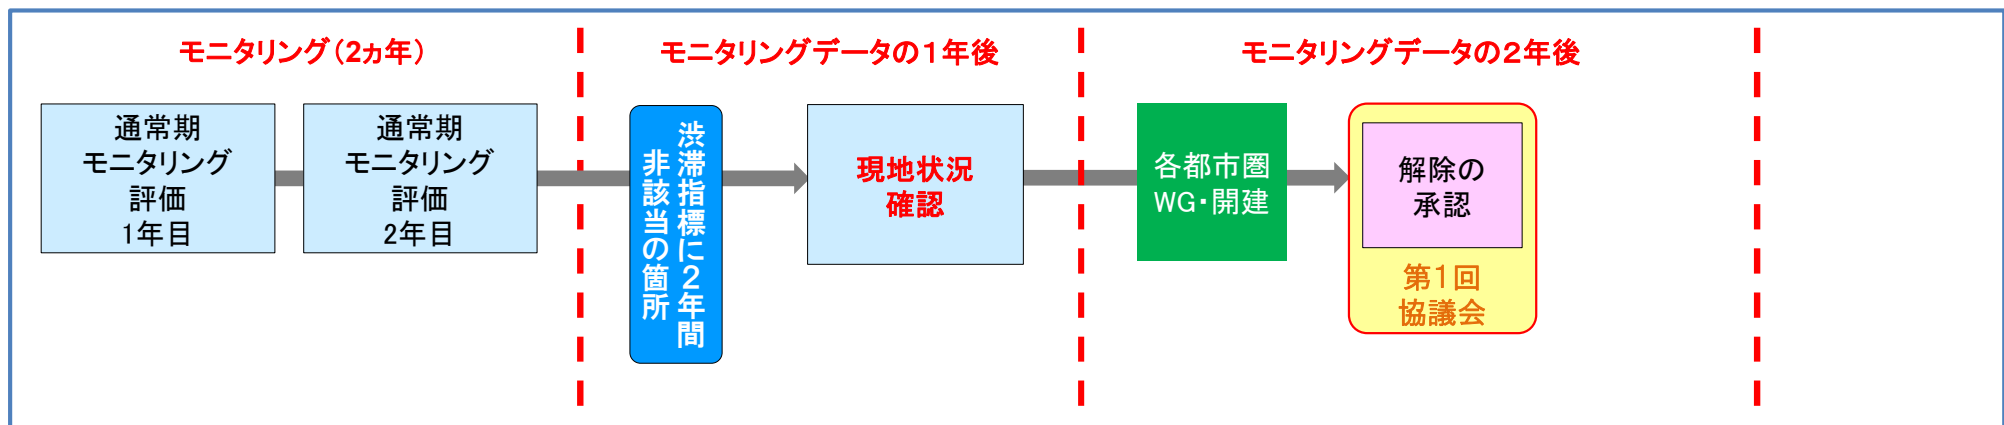 モニタリング(2ヵ年)
通常期
モニタリング
評価
1年目
通常期
モニタリング
評価
2年目
モニタリングデータの1年後
渋滞指標に2年間
非該当の箇所
現地状況
確認
モニタリングデータの2年後
各都市圏
WG・開建
解除の
承認
第1回
協議会